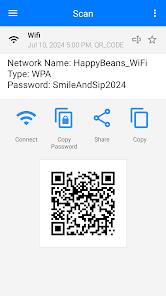 Scan
Wifi
Jul 10, 2024 5:00 PM, QR_CODE
Network Name: HappyBeans_WiFi
Type: WPA
Password: SmileAndSip2024
Connect
Copy
Password
Share
Copy